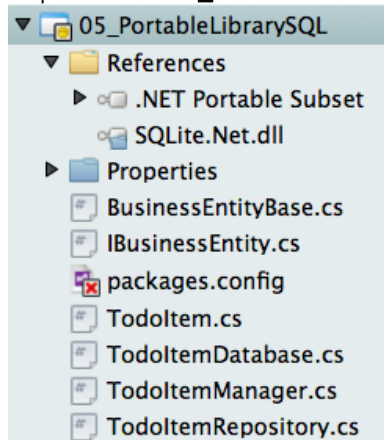 05_PortableLibrarySQL
References
.NET Portable Subset
SQLite.Net.dll
Properties
BusinessEntityBase.cs
IBusinessEntity.cs
packages.config
TodoItem.cs
TodoItemDatabase.cs
TodoItemManager.cs
TodoItemRepository.cs